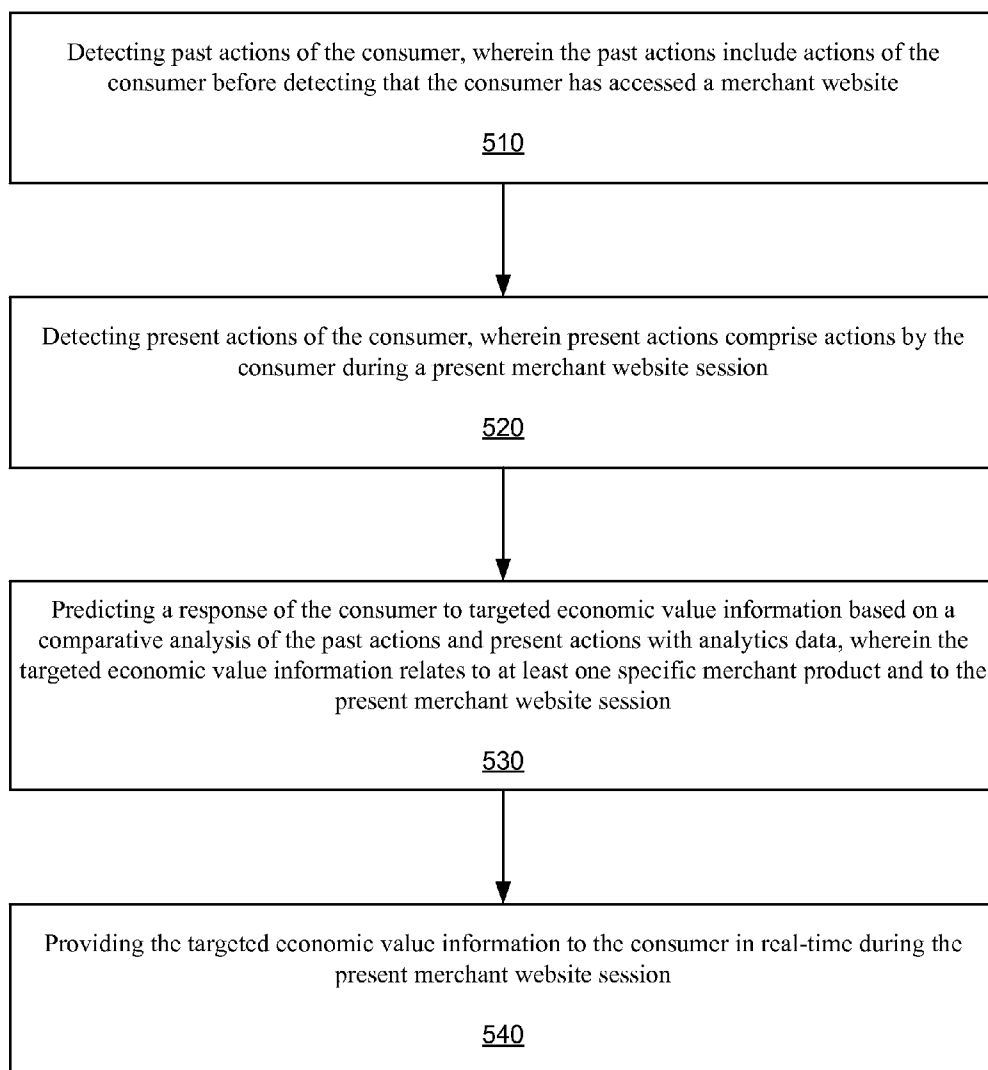 Detecting past actions of the consumer, wherein the past actions include actions of the
consumer before detecting that the consumer has accessed a merchant website
510
Detecting present actions of the consumer, wherein present actions comprise actions by the
consumer during a present merchant website session
520
Predicting a response of the consumer to targeted economic value information based on a
comparative analysis of the past actions and present actions with analytics data, wherein the
targeted economic value information relates to at least one specific merchant product and to the
present merchant website session
530
Providing the targeted economic value information to the consumer in real-time during the
present merchant website session
540